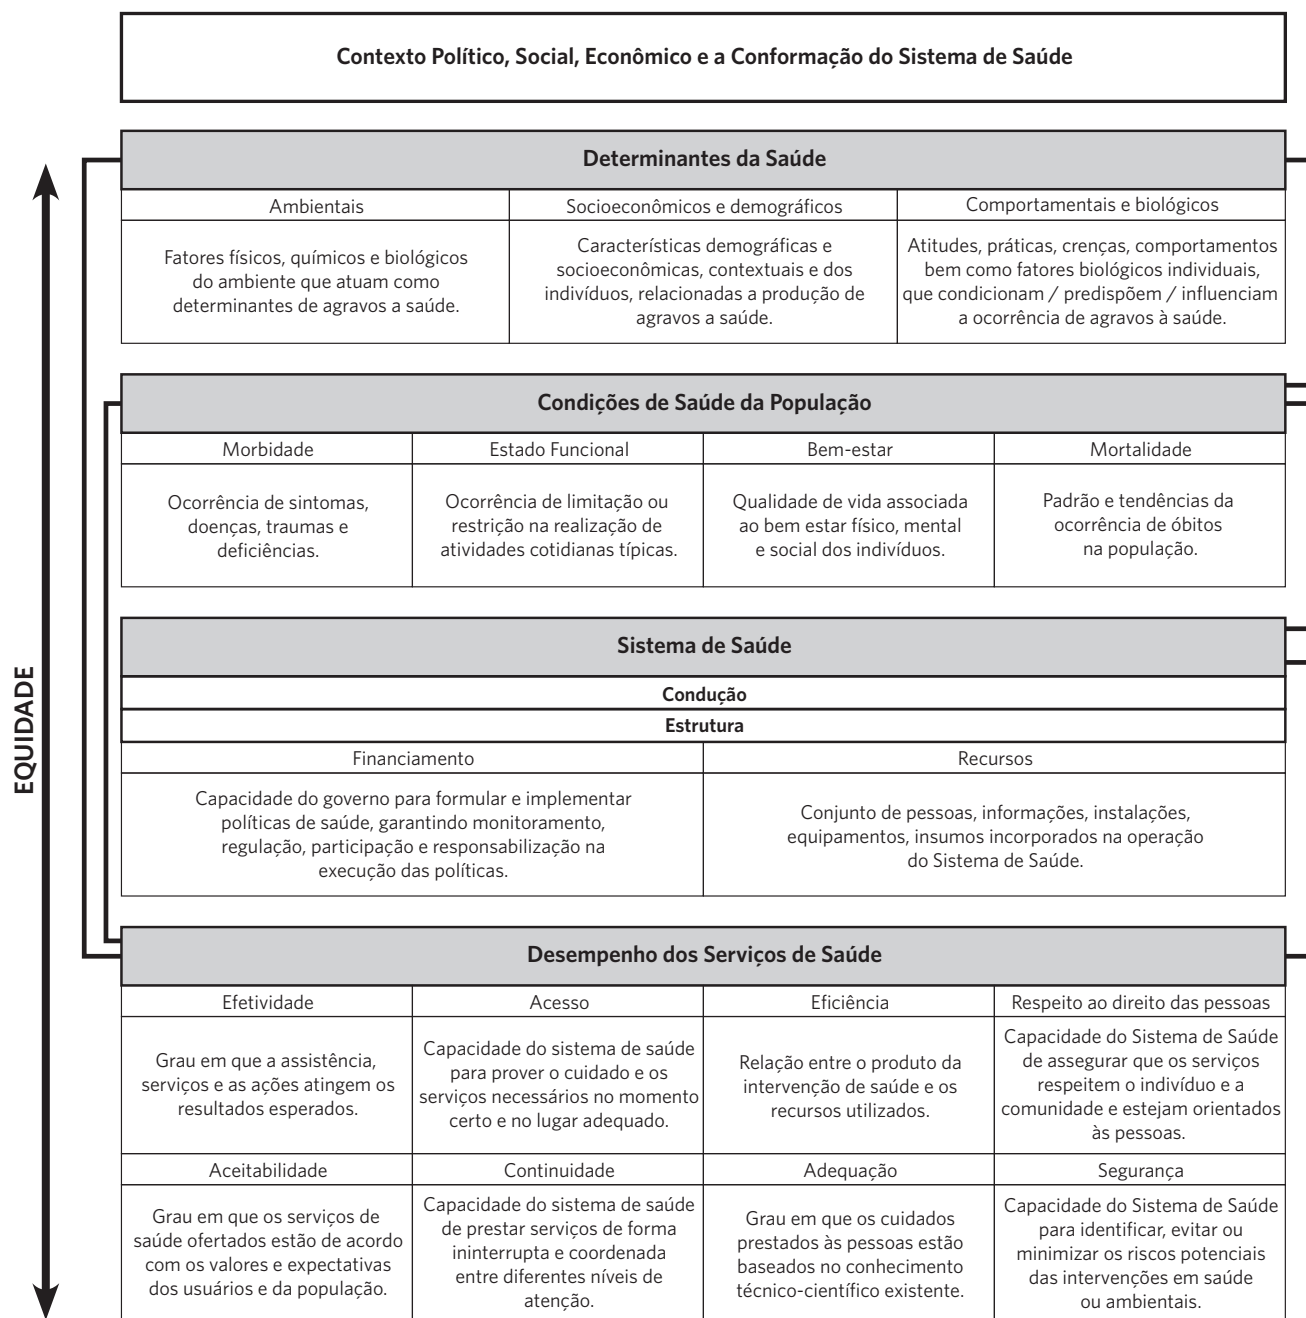 Contexto Político, Social, Econômico e a Conformação do Sistema de Saúde
EQUIDADE
Determinantes da Saúde
Ambientais
Fatores físicos, químicos e biológicos
do ambiente que atuam como
determinantes de agravos a saúde.
Socioeconômicos e demográficos
Características demográficas e
socioeconômicas, contextuais e dos
indivíduos, relacionadas a produção de
agravos a saúde.
Comportamentais e biológicos
Atitudes, práticas, crenças, comportamentos
bem como fatores biológicos individuais,
que condicionam / predispõem / influenciam
a ocorrência de agravos à saúde.
Condições de Saúde da População
Morbidade
Ocorrência de sintomas,
doenças, traumas e
deficiências.
Estado Funcional
Ocorrência de limitação ou
restrição na realização de
atividades cotidianas típicas.
Bem-estar
Qualidade de vida associada
ao bem estar físico, mental
e social dos indivíduos.
Mortalidade
Padrão e tendências da
ocorrência de óbitos
na população.
Sistema de Saúde
Condução
Estrutura
Financiamento
Capacidade do governo para formular e implementar
políticas de saúde, garantindo monitoramento,
regulação, participação e responsabilização na
execução das políticas.
Recursos
Conjunto de pessoas, informações, instalações,
equipamentos, insumos incorporados na operação
do Sistema de Saúde.
Desempenho dos Serviços de Saúde
Efetividade
Grau em que a assistência,
serviços e as ações atingem os
resultados esperados.
Acesso
Capacidade do sistema de saúde
para prover o cuidado e os
serviços necessários no momento
certo e no lugar adequado.
Eficiência
Relação entre o produto da
intervenção de saúde e os
recursos utilizados.
Respeito ao direito das pessoas
Capacidade do Sistema de Saúde
de assegurar que os serviços
respeitem o indivíduo e a
comunidade e estejam orientados
às pessoas.
Aceitabilidade
Grau em que os serviços de
saúde ofertados estão de acordo
com os valores e expectativas
dos usuários e da população.
Continuidade
Capacidade do sistema de saúde
de prestar serviços de forma
ininterrupta e coordenada
entre diferentes níveis de
atenção.
Adequação
Grau em que os cuidados
prestados às pessoas estão
baseados no conhecimento
técnico-científico existente.
Segurança
Capacidade do Sistema de Saúde
para identificar, evitar ou
minimizar os riscos potenciais
das intervenções em saúde
ou ambientais.